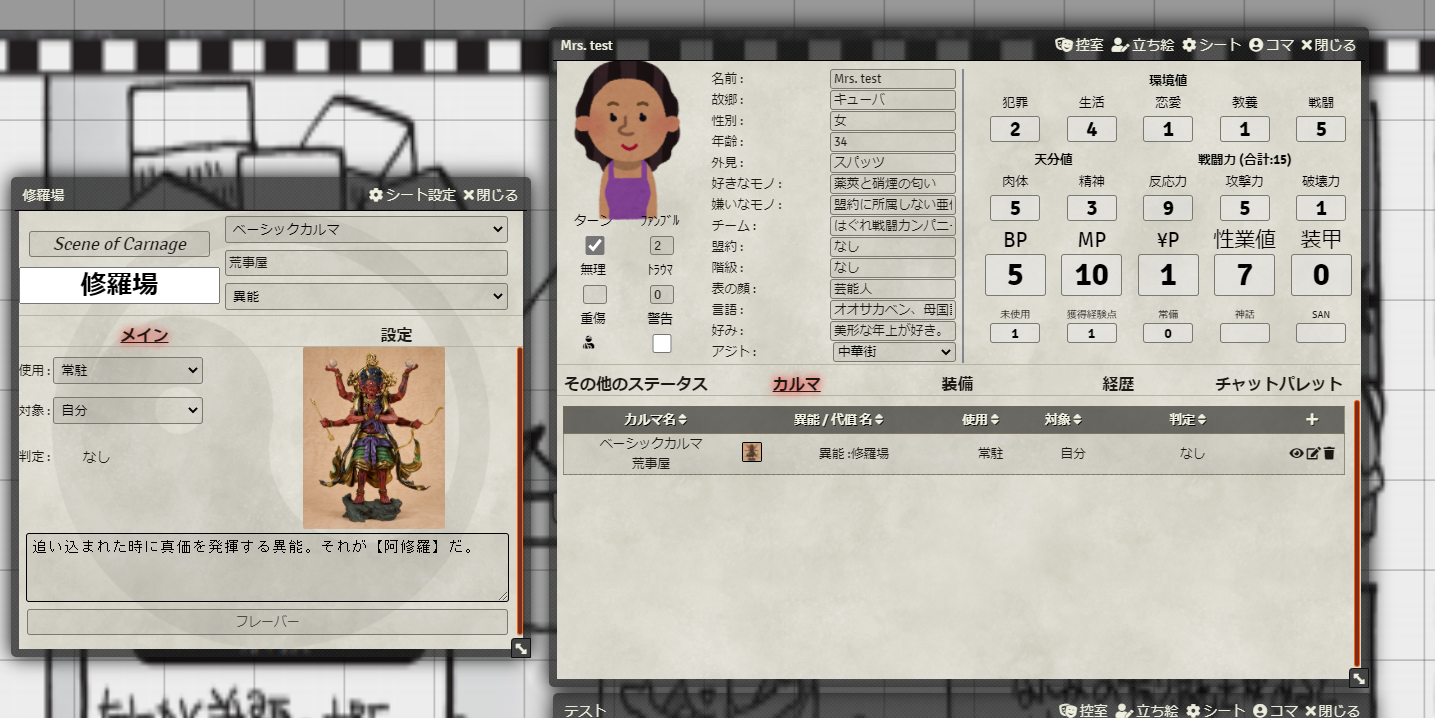 修羅場
シート設定 閉じる
Scene of Carnage
修羅場
ベーシックカルマ
荒事屋
異能
メイン 設定
使用: 常駐
対象: 自分
判定: なし
追い込まれた時に真価を発揮する異能。それが【阿修羅】だ。
フレーバー
Mrs. test
控室 立ち絵 シート コマ 閉じる
ターン ファンブル
2
無理 トラウマ
0
重傷 警告
名前: Mrs. test
故郷: キューバ
性別: 女
年齢: 34
外見: スパッツ
好きなモノ: 薬莢と硝煙の匂い
嫌いなモノ: 盟約に所属しない亜
チーム: はぐれ戦闘カンパニー
盟約: なし
階級: なし
表の顔: 芸能人
言語: オオサカベン、母国
好み: 美形な年上が好き。
アジト: 中華街
環境値
犯罪 生活 恋愛 教養 戦闘
2 4 1 1 5
天分値 戦闘力 (合計:15)
肉体 精神 反応力 攻撃力 破壊力
5 3 9 5 1
BP MP ¥P 性業値 装甲
5 10 1 7 0
未使用 獲得経験点 常備 神話 SAN
1 1 0
その他のステータス カルマ 装備 経歴 チャットパレット
カルマ名 異能/代償名 使用 対象 判定 +
ベーシックカルマ
荒事屋
異能:修羅場 常駐 自分 なし
テスト
控室 立ち絵 シート コマ 閉じる